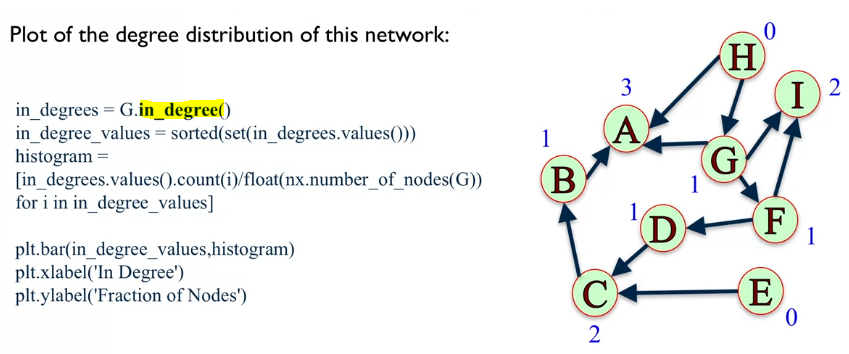 Plot of the degree distribution of this network:
in_degrees = G.in_degree()
in_degree_values = sorted(set(in_degrees.values()))
histogram =
[in_degrees.values().count(i)/float(nx.number_of_nodes(G))
for i in in_degree_values]
plt.bar(in_degree_values,histogram)
plt.xlabel('In Degree')
plt.ylabel('Fraction of Nodes')
0
H
3
I
2
A
1
G
B
1
1
D
F
1
C
E
2
0